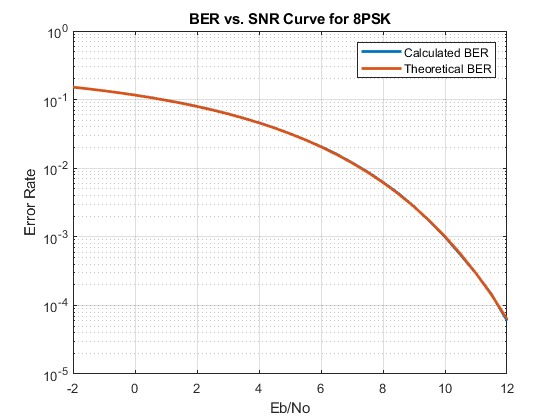 BER vs. SNR Curve for 8PSK
Calculated BER
Theoretical BER
Error Rate
10^0
10^-1
10^-2
10^-3
10^-4
10^-5
-2 0 2 4 6 8 10 12
Eb/No